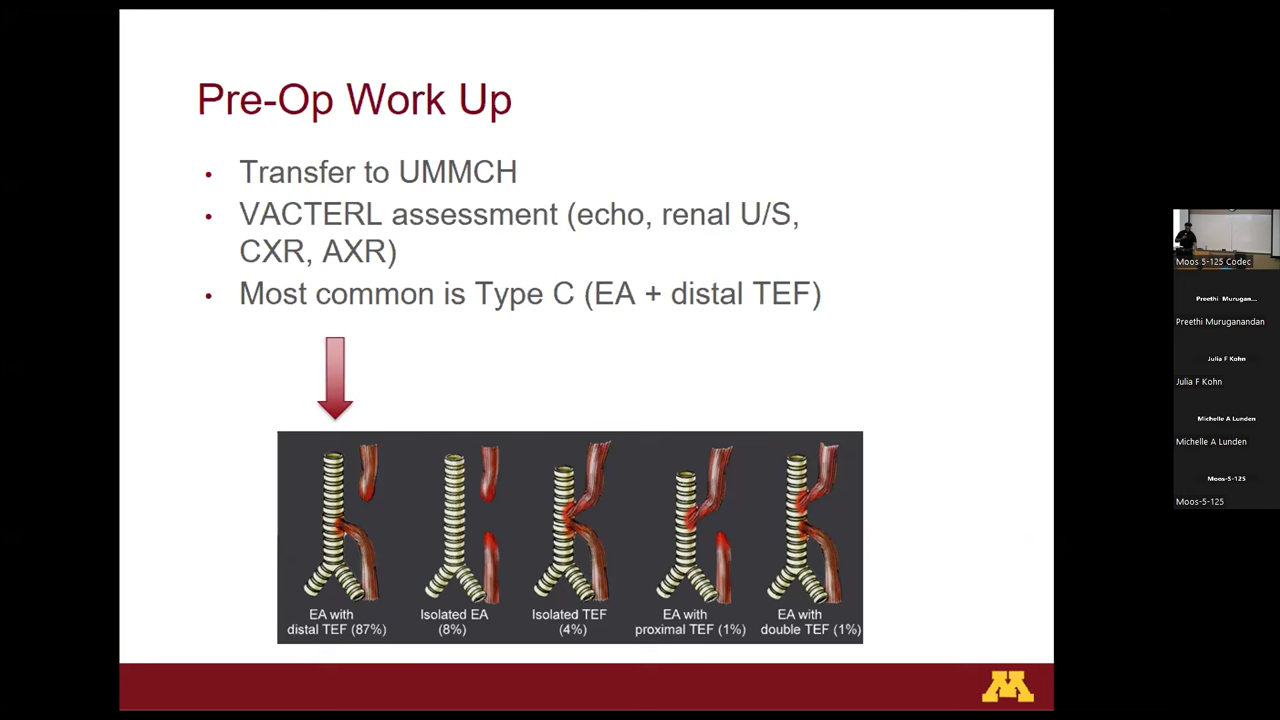 Pre-Op Work Up
• Transfer to UMMCH
• VACTERL assessment (echo, renal U/S,
CXR, AXR)
• Most common is Type C (EA + distal TEF)
EA with
distal TEF (87%)
Isolated EA
(8%)
Isolated TEF
(4%)
EA with
proximal TEF (1%)
EA with
double TEF (1%)
M
Moos 5-125 Codec
Preethi Murugan...
Preethi Muruganandan
Julia F Kohn
Julia F Kohn
Michelle A Lunden
Michelle A Lunden
Moos-5-125
Moos-5-125